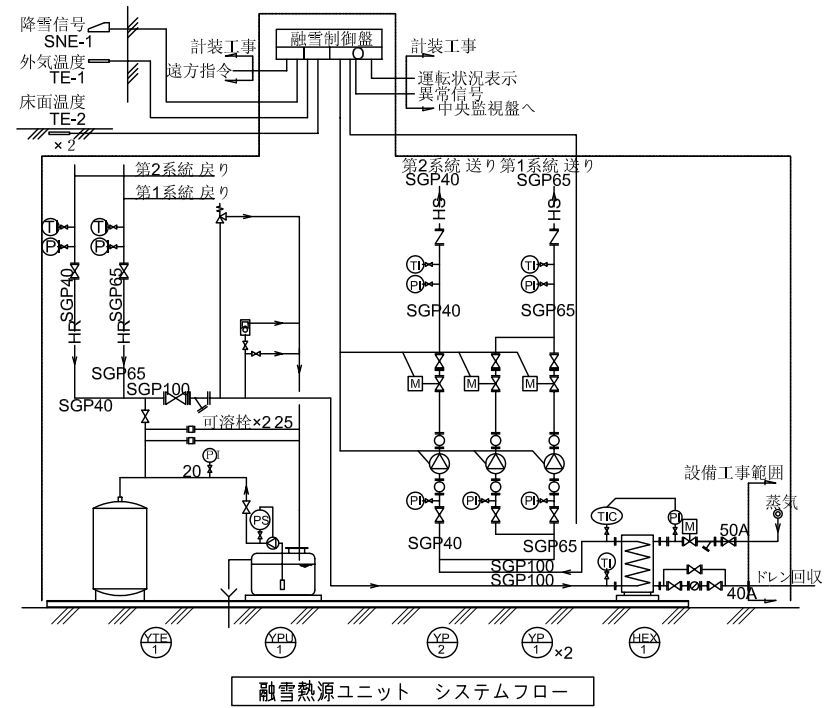 降雪信号
SNE-1
外気温度
TE-1
床面温度
TE-2
×2
計装工事
遠方指令
融雪制御盤
計装工事
運転状況表示
異常信号
中央監視盤へ
第2系統 戻り
第1系統 戻り
第2系統 送り
SGP40
第1系統 送り
SGP65
HS
HS
T
T
P
P
SGP40
SGP65
HR
HR
TI
PI
TI
PI
SGP40
SGP65
SGP65
SGP100
SGP40
M
M
M
可溶栓×2 25
PI
20
PS
PI
PI
PI
SGP40
SGP65
SGP100
SGP100
設備工事範囲
蒸気
TIC
PI
M
50A
TI
ドレン回収
40A
YTE
1
YPU
1
YP
2
YP
1
×2
HEX
1
融雪熱源ユニット システムフロー